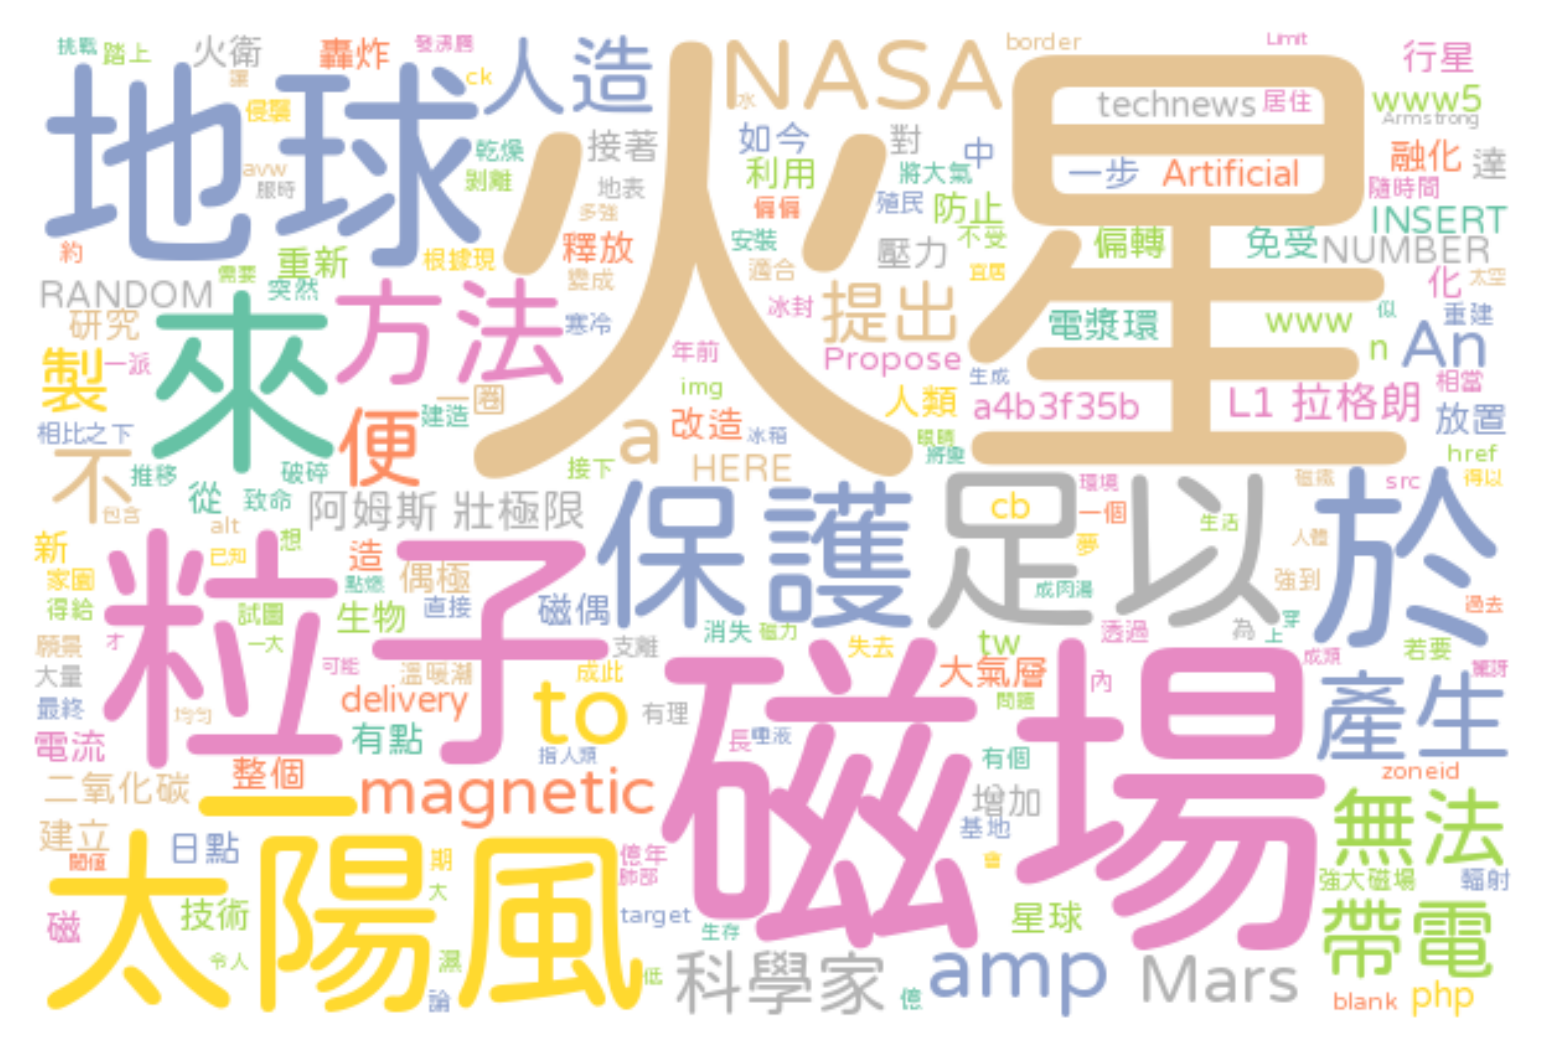 挑戰
踏上
火衛
轟炸
發沸騰
人造
NASA
border
Limit
行星
地球
侵襲
ck
火星
technews
居住
www5
Armstrong
乾燥
接著
如今
對
中
融化
達
avw
剝離
地表
利用
將大氣
一步
Artificial
服時
多強
倆倆
殖民
防止
隨時間
INSERT
約
重新
根據現
釋放
安裝
壓力
不受
偏轉
免受
NUMBER
需要
突然
變成
適合
宜居
化
太空
RANDOM
方法
寒冷
冰封
提出
電漿環
www
似
重建
研究
來
製
一派
年前
Propose
n
An
一圈
img
生成
相當
人類
a4b3f35b
L1 拉格朗
放置
相比之下
便
建造
a
改造
冰箱
眼睛
將變
href
不
推移
破碎
接下
HERE
磁鐵
src
得以
包含
從
致命
阿姆斯 壯極限
保護
足以
cb
環境
一個
生活
於
alt
新
已知
想
造
夢
人體
家園
點燃
偶極
強到
得給
試圖
生物
直接
磁偶
成肉湯
過去
粒子
願景
才
一大
消失
磁力
失去
tw
透過
為
穿
上
若要
支離
大量
可能
溫暖潮
成此
大氣層
內
成類
驚訝
最終
均勻
delivery
to
有理
磁場
問題
產生
電流
有點
指人類
長
唾液
有個
zoneid
二氧化碳
整個
一
magnetic
增加
建立
日點
基地
無法
太陽風
期
億年
肺部
會
強大磁場
輻射
磁
技術
大
target
生存
星球
帶電
令人
濕
低
科學家
amp
Mars
論
億
blank
php